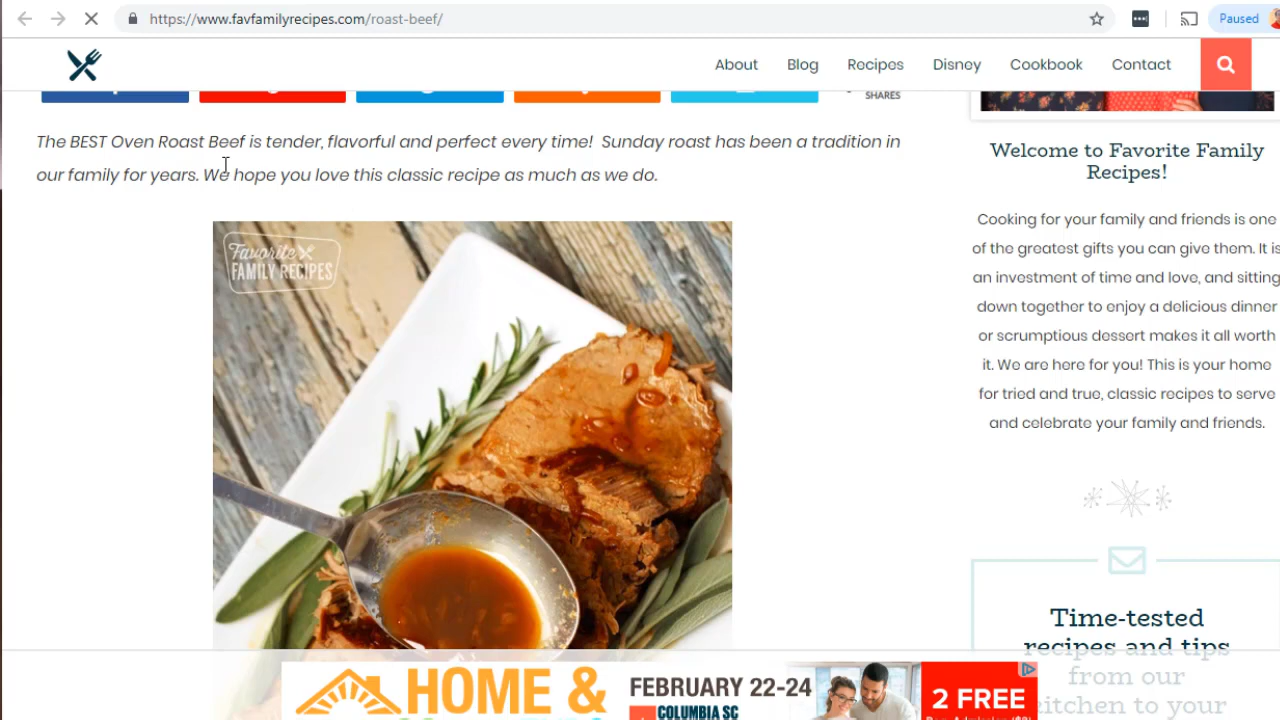 https://www.favfamilyrecipes.com/roast-beef/
Paused
About Blog Recipes Disney Cookbook Contact
SHARES
The BEST Oven Roast Beef is tender, flavorful and perfect every time! Sunday roast has been a tradition in
our family for years. We hope you love this classic recipe as much as we do.
Favorite
FAMILY RECIPES
Welcome to Favorite Family
Recipes!
Cooking for your family and friends is one
of the greatest gifts you can give them. It is
an investment of time and love, and sitting
down together to enjoy a delicious dinner
or scrumptious dessert makes it all worth
it. We are here for you! This is your home
for tried and true, classic recipes to serve
and celebrate your family and friends.
Time-tested
recipes and tips
from our
kitchen to your
HOME &
FEBRUARY 22-24
COLUMBIA SC
2 FREE